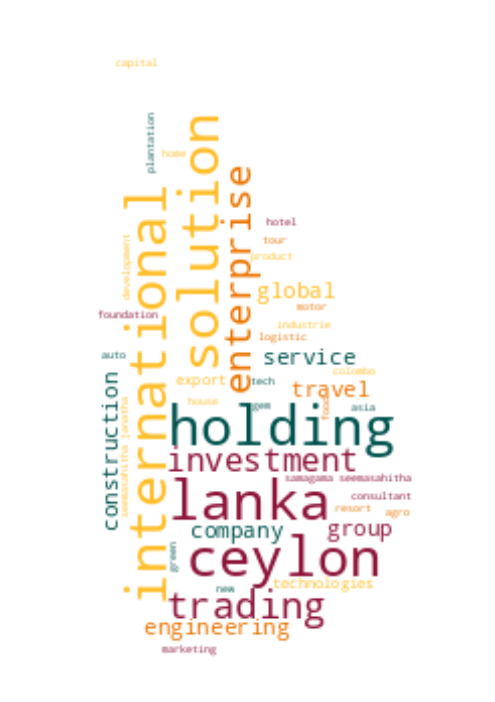 capital
plantation
home
solution
enterprise
international
hotel
tour
development
product
global
motor
foundation
industrie
logistic
auto
service
colombo
export
tech
construction
travel
house
gem
food
asia
seemasahitha janatha
holding
investment
samagama seemasahitha
lanka
consultant
resort
agro
company
group
green
ceylon
technologies
new
trading
engineering
marketing